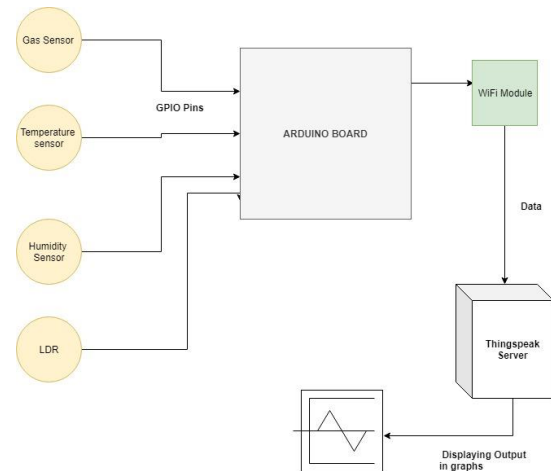 Gas Sensor
GPIO Pins
Temperature
sensor
Humidity
Sensor
LDR
ARDUINO BOARD
WiFi Module
Data
Thingspeak
Server
Displaying Output
in graphs